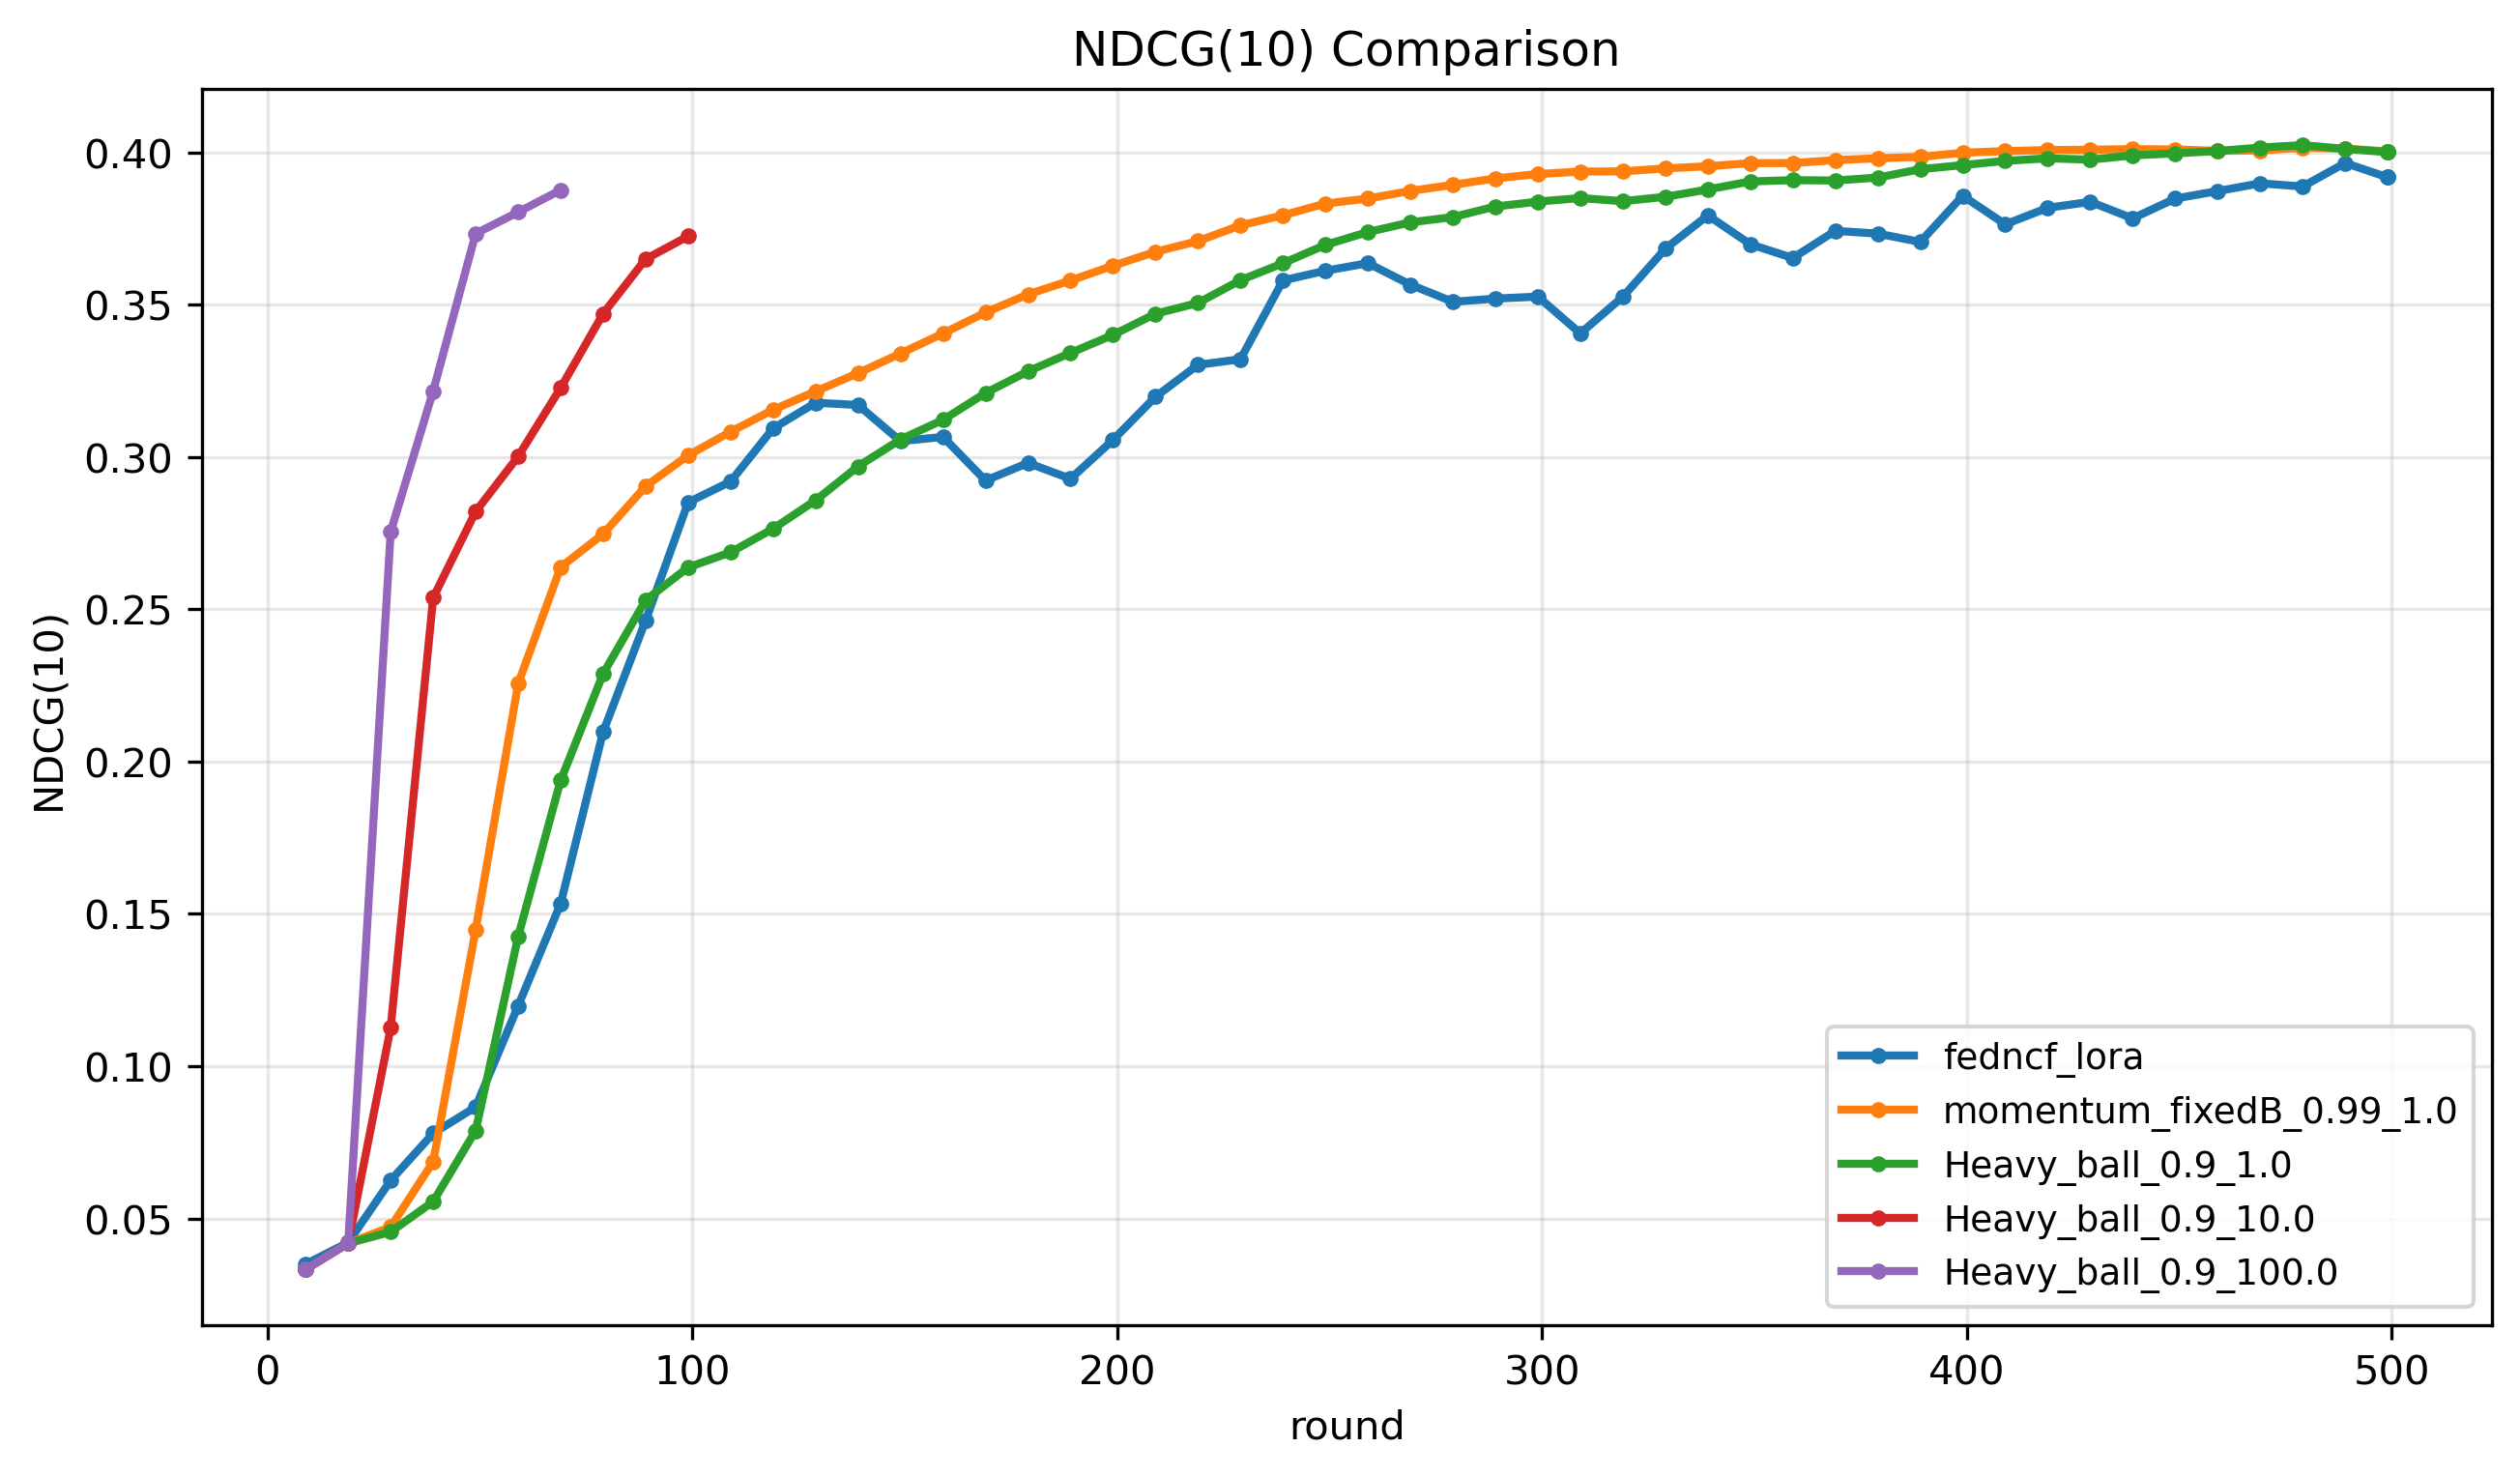 NDCG(10) Comparison
NDCG(10)
0.40
0.35
0.30
0.25
0.20
0.15
0.10
0.05
0 100 200 300 400 500
round
fedncf_lora
momentum_fixedB_0.99_1.0
Heavy_ball_0.9_1.0
Heavy_ball_0.9_10.0
Heavy_ball_0.9_100.0